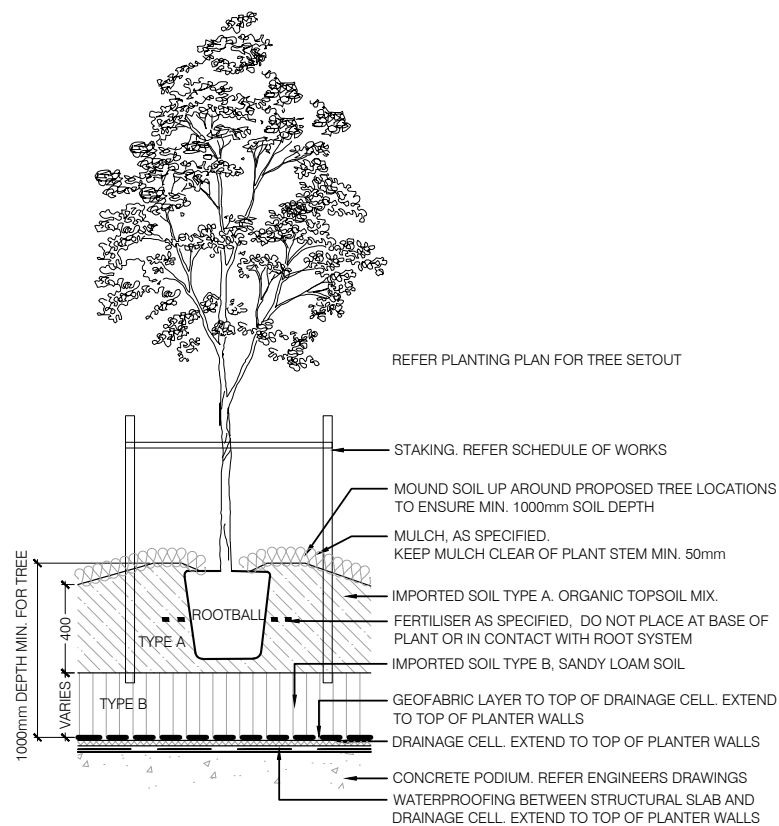 REFER PLANTING PLAN FOR TREE SETOUT
STAKING. REFER SCHEDULE OF WORKS
MOUND SOIL UP AROUND PROPOSED TREE LOCATIONS
TO ENSURE MIN. 1000mm SOIL DEPTH
MULCH, AS SPECIFIED.
KEEP MULCH CLEAR OF PLANT STEM MIN. 50mm
IMPORTED SOIL TYPE A. ORGANIC TOPSOIL MIX.
FERTILISER AS SPECIFIED, DO NOT PLACE AT BASE OF
PLANT OR IN CONTACT WITH ROOT SYSTEM
IMPORTED SOIL TYPE B, SANDY LOAM SOIL
GEOFABRIC LAYER TO TOP OF DRAINAGE CELL. EXTEND
TO TOP OF PLANTER WALLS
DRAINAGE CELL. EXTEND TO TOP OF PLANTER WALLS
CONCRETE PODIUM. REFER ENGINEERS DRAWINGS
WATERPROOFING BETWEEN STRUCTURAL SLAB AND
DRAINAGE CELL. EXTEND TO TOP OF PLANTER WALLS
1000mm DEPTH MIN. FOR TREE
400
VARIES
ROOTBALL
TYPE A
TYPE B